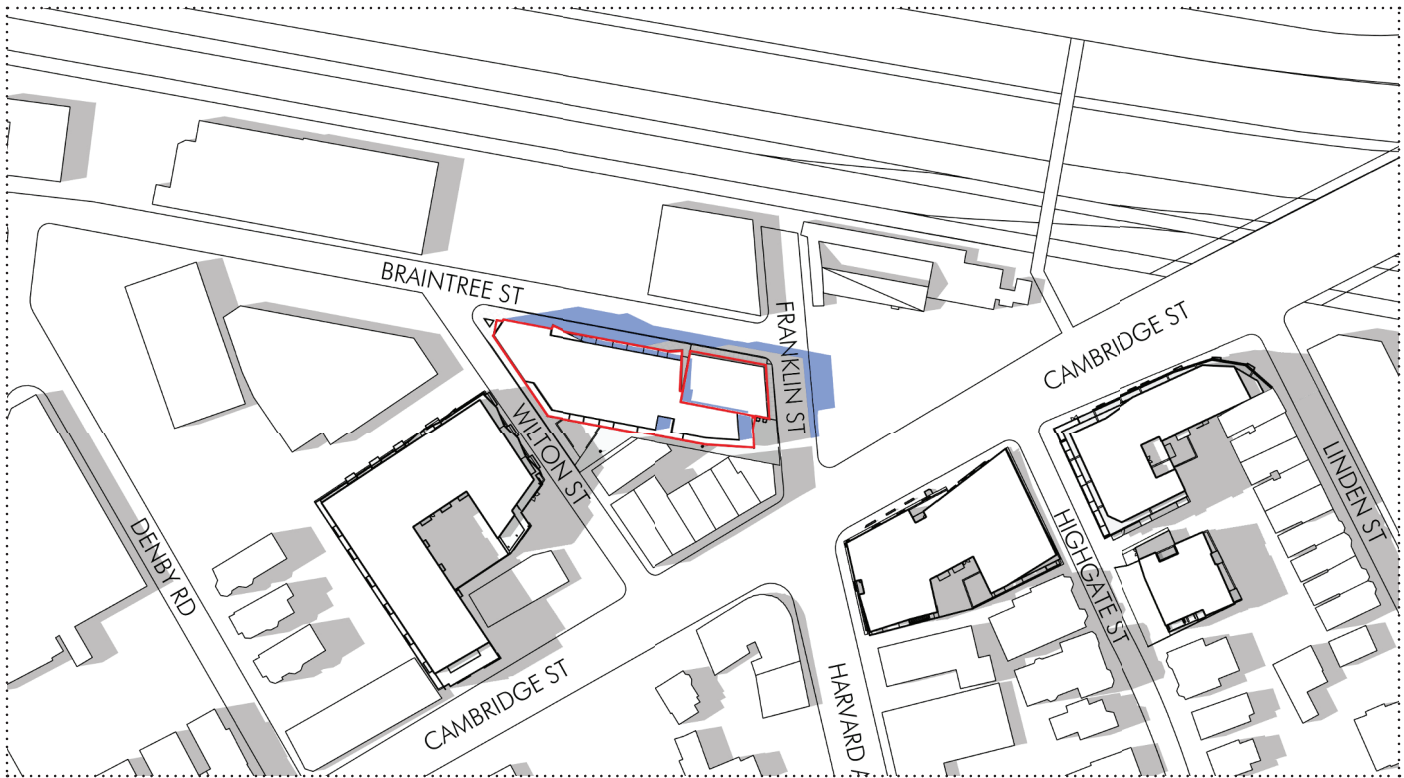 BRAINTREE ST
FRANKLIN ST
CAMBRIDGE ST
WILTON ST
LINDEN ST
DENBY RD
HIGHGATE ST
CAMBRIDGE ST
HARVARD A